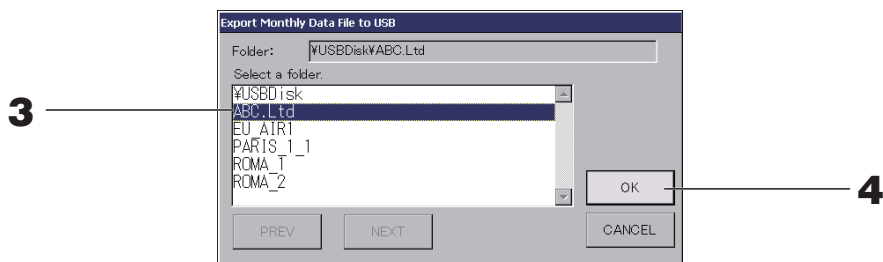 Export Monthly Data File to USB
Folder: ¥USBDisk¥ABC.Ltd
Select a folder.
¥USBDisk
3
ABC.Ltd
EU_AIR1
PARIS_1_1
ROMA_1
ROMA_2
OK
4
PREV NEXT CANCEL